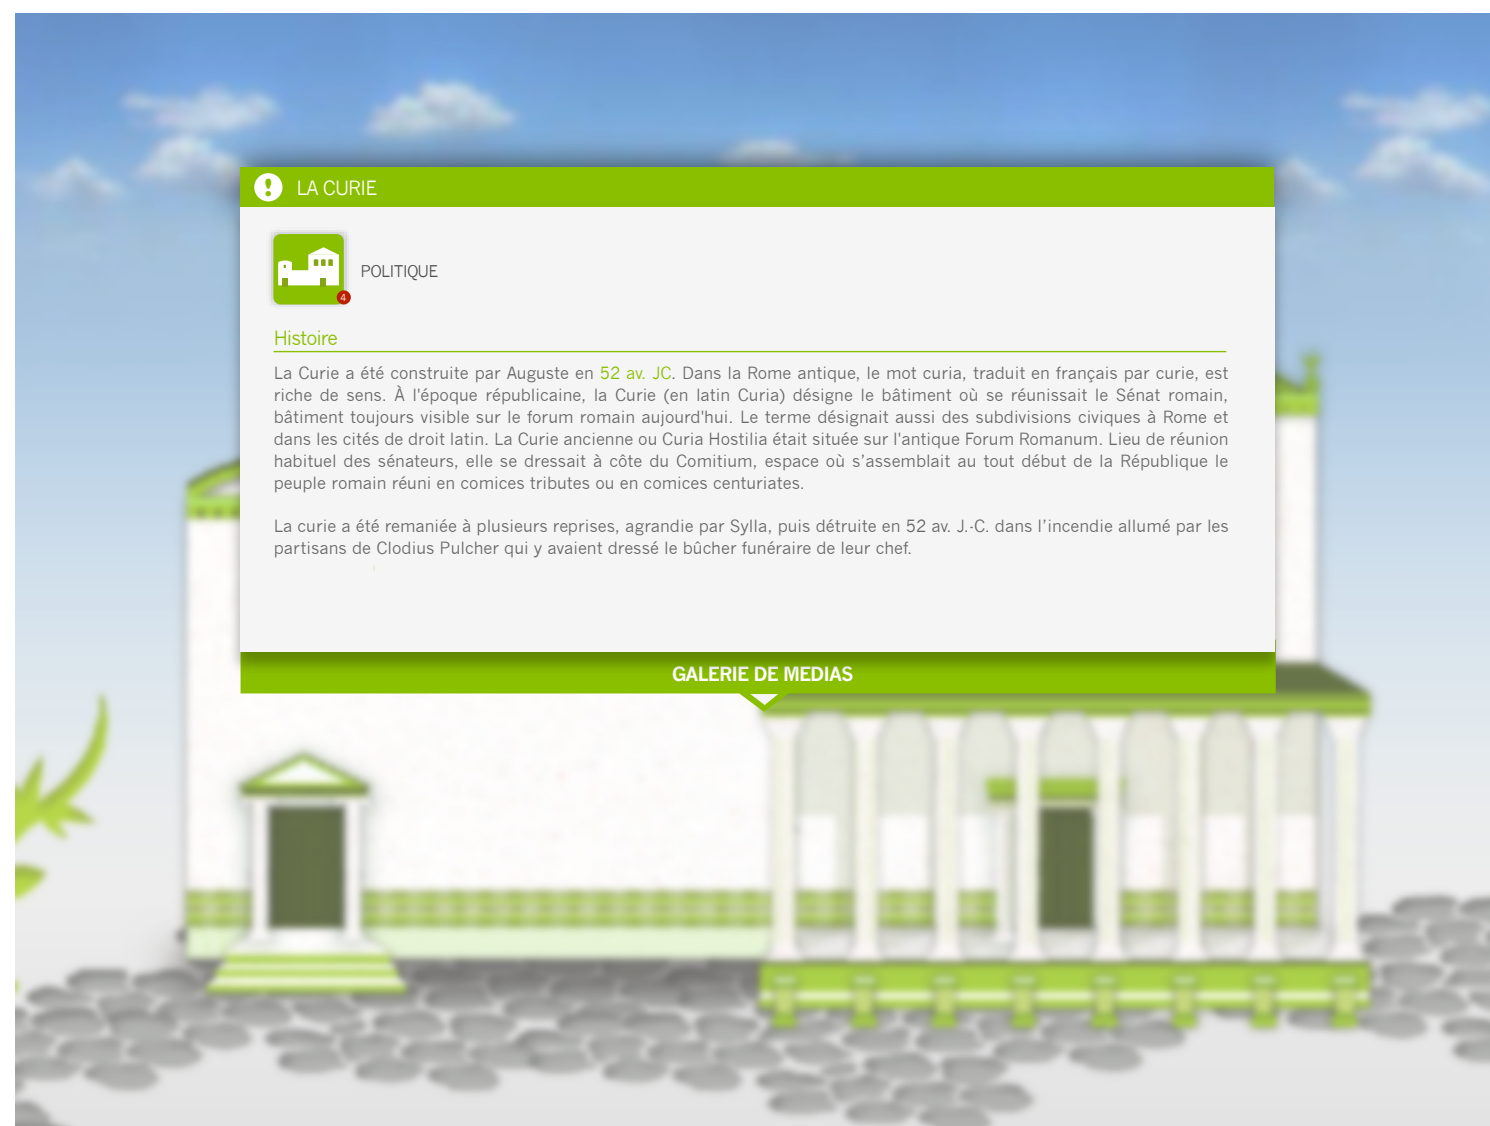 LA CURIE
POLITIQUE
4
Histoire
La Curie a été construite par Auguste en 52 av. JC. Dans la Rome antique, le mot curia, traduit en français par curie, est
riche de sens. À l'époque républicaine, la Curie (en latin Curia) désigne le bâtiment où se réunissait le Sénat romain,
bâtiment toujours visible sur le forum romain aujourd'hui. Le terme désignait aussi des subdivisions civiques à Rome et
dans les cités de droit latin. La Curie ancienne ou Curia Hostilia était située sur l'antique Forum Romanum. Lieu de réunion
habituel des sénateurs, elle se dressait à côte du Comitium, espace où s’assemblait au tout début de la République le
peuple romain réuni en comices tributes ou en comices centuriates.
La curie a été remaniée à plusieurs reprises, agrandie par Sylla, puis détruite en 52 av. J.-C. dans l’incendie allumé par les
partisans de Clodius Pulcher qui y avaient dressé le bûcher funéraire de leur chef.
GALERIE DE MEDIAS